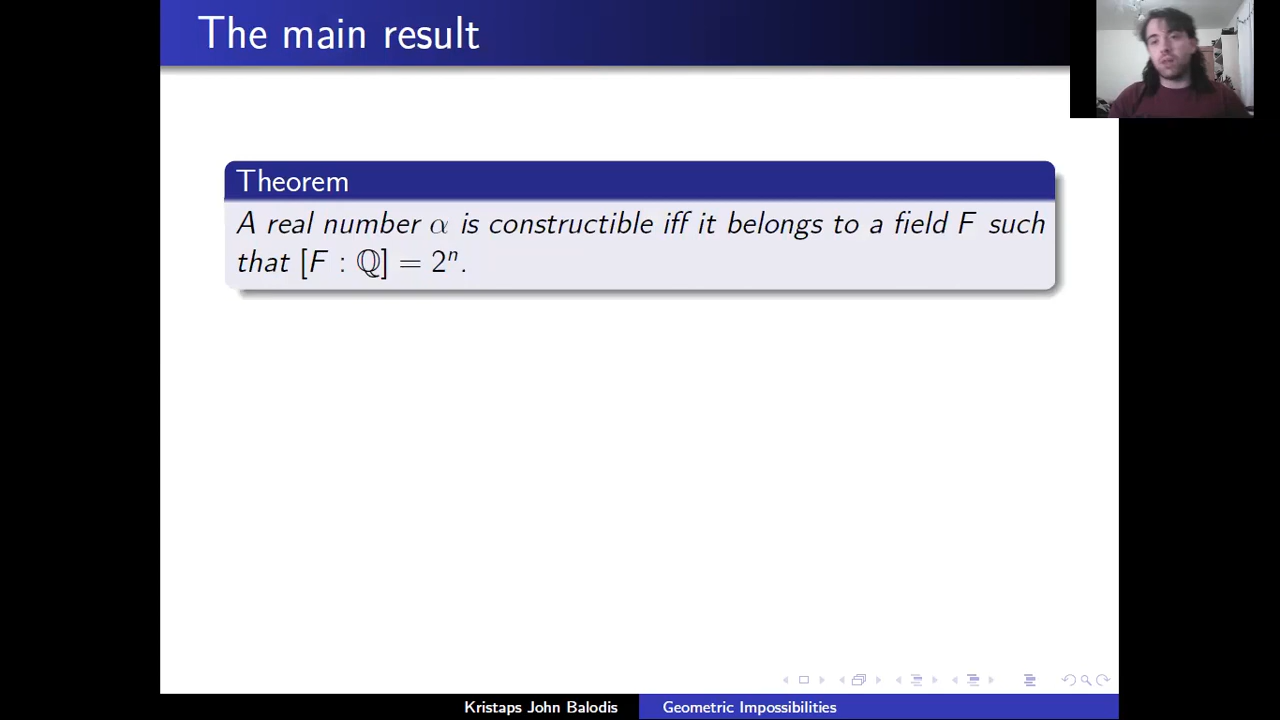 The main result
Theorem
A real number α is constructible iff it belongs to a field F such
that [F : ℚ] = 2ⁿ.
Kristaps John Balodis
Geometric Impossibilities